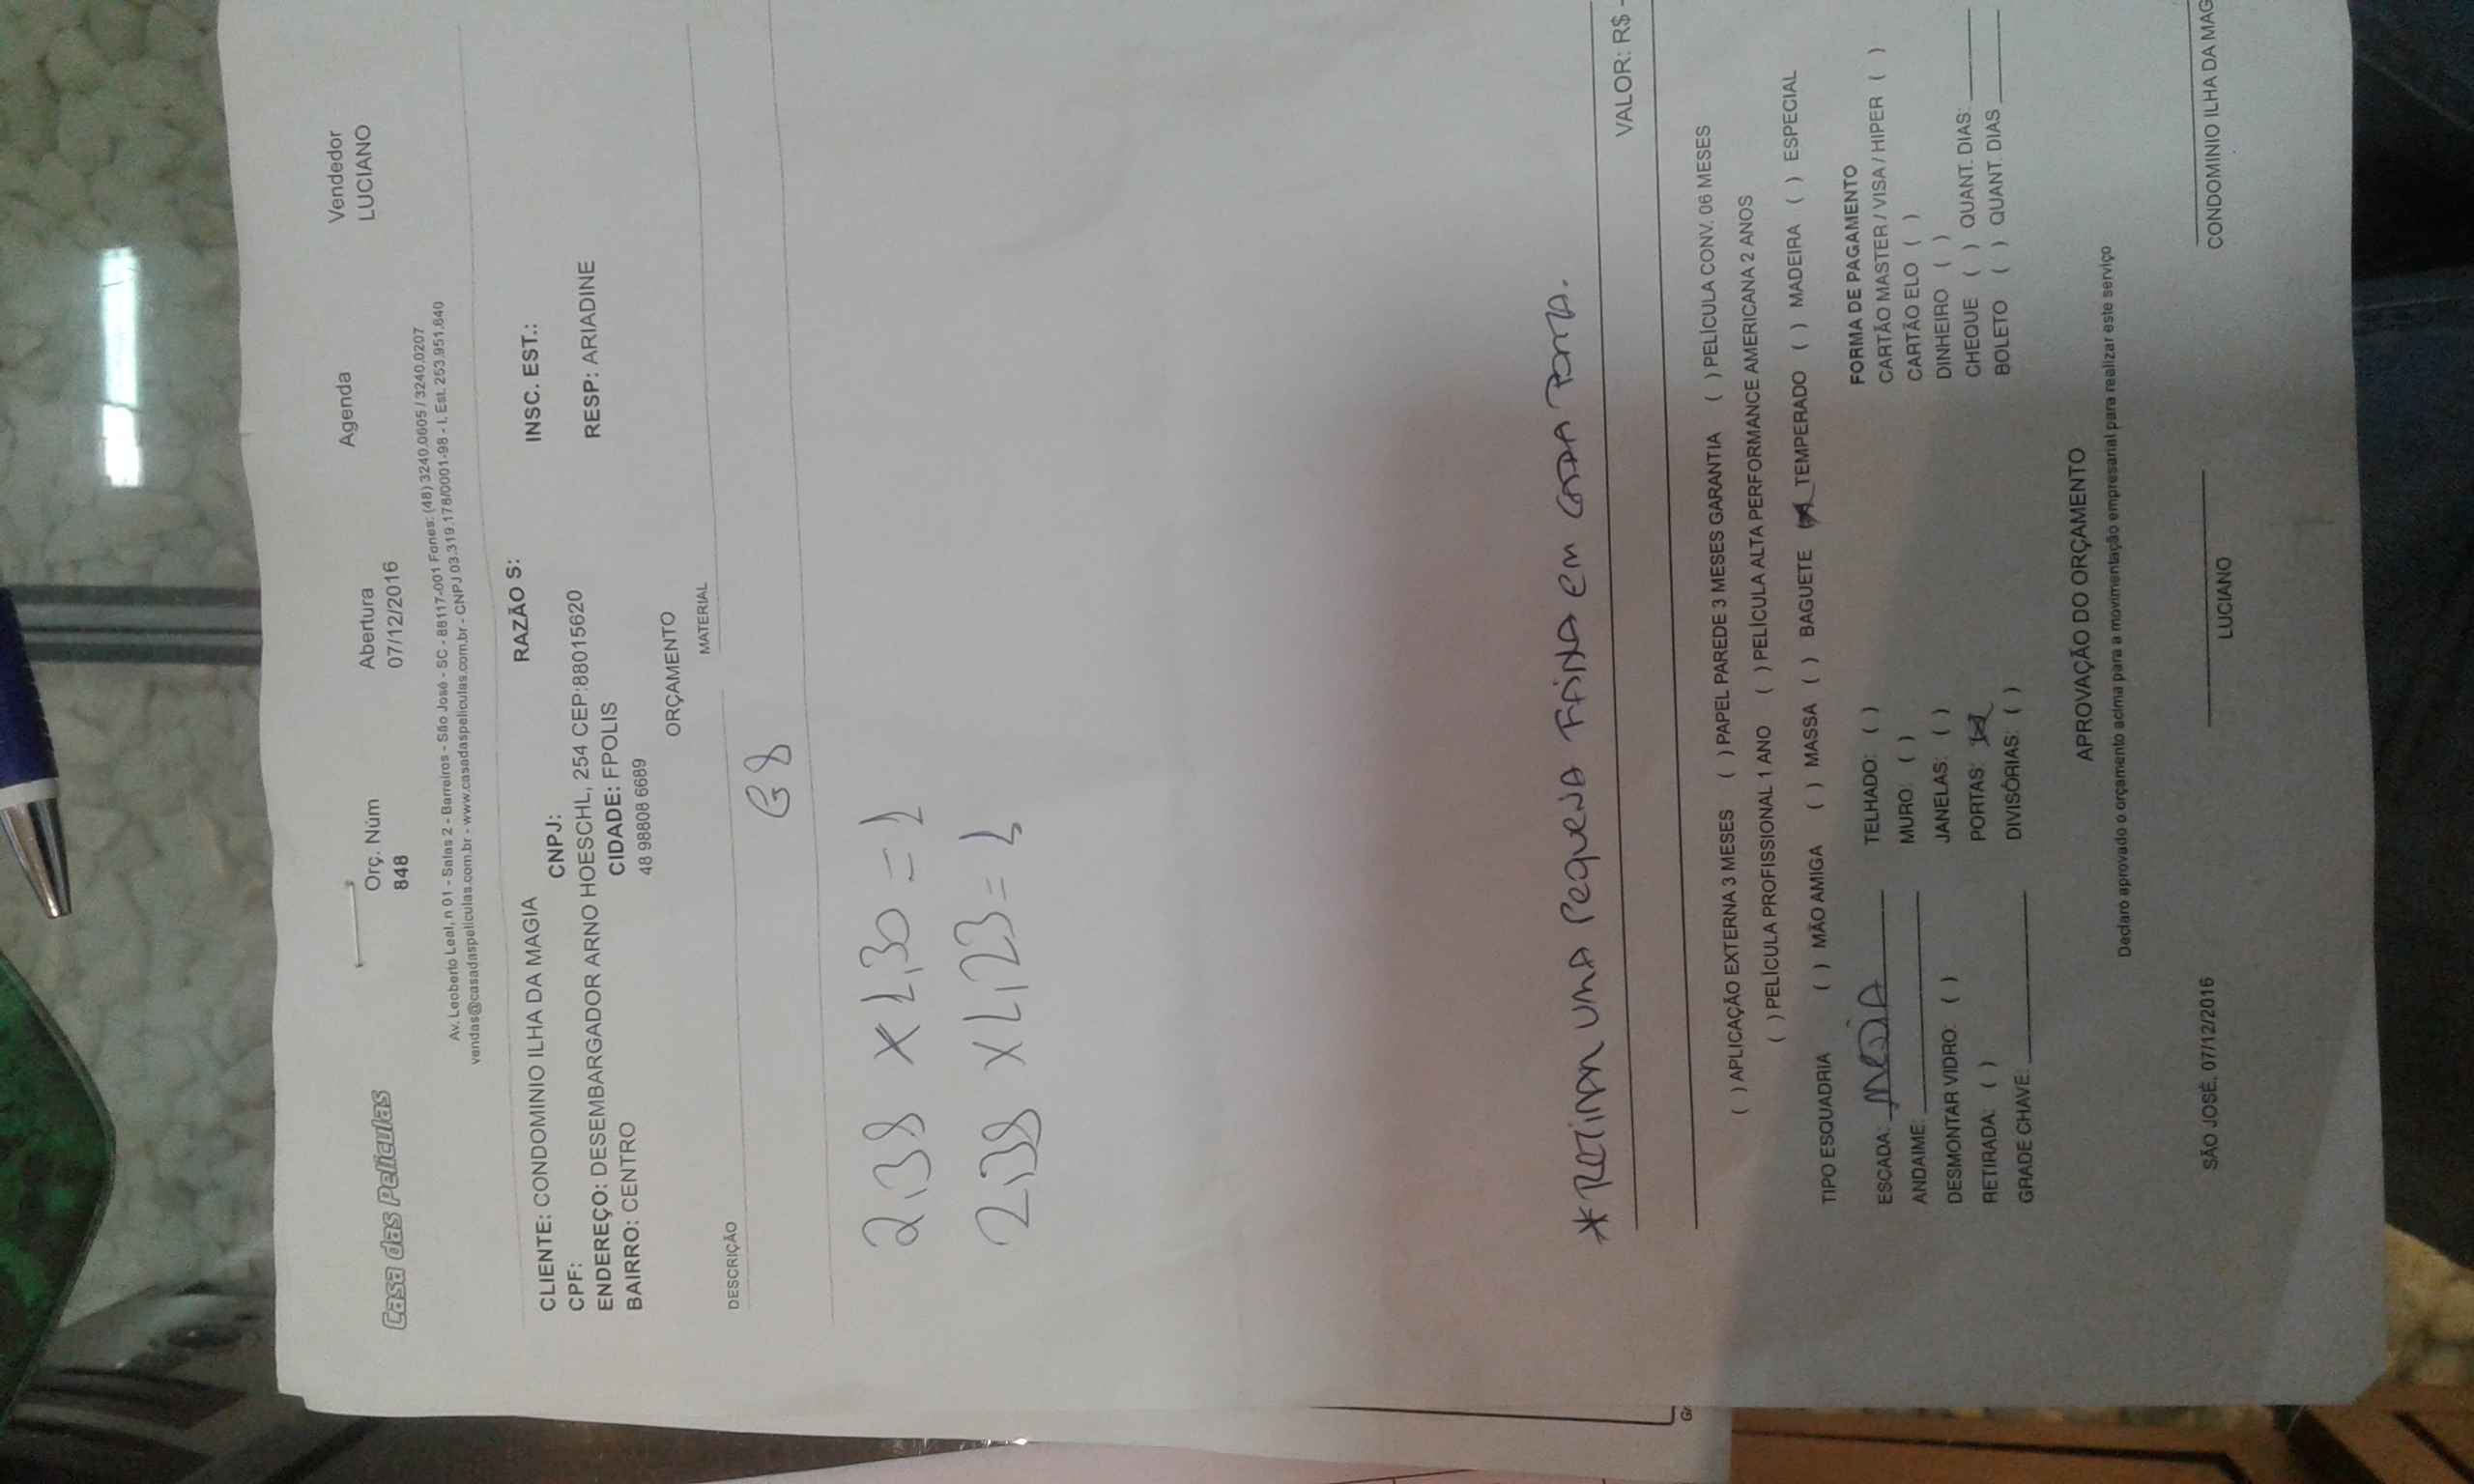 Casa das Películas
Orç. Núm
848
Abertura
07/12/2016
Agenda
Vendedor
LUCIANO
Av. Leoberto Leal, n 01 - Salas 2 - Barreiros - São José - SC - 88117-001 Fones: (48) 3240.0605 / 3240.0207
vendas@casadaspeliculas.com.br - www.casadaspeliculas.com.br - CNPJ 03.319.178/0001-98 - I. Est. 253.951.640
CLIENTE: CONDOMINIO ILHA DA MAGIA RAZÃO S: INSC. EST.:
CPF: CNPJ:
ENDEREÇO: DESEMBARGADOR ARNO HOESCHL, 254 CEP:88015620 RESP: ARIADINE
BAIRRO: CENTRO CIDADE: FPOLIS
48 98808 6689
ORÇAMENTO
DESCRIÇÃO MATERIAL
G8
2,38 x 1,30 = 1
2,38 x 1,23 = 1
* RETIRAR UMA PEQUENA FAIXA EM CADA PORTA.
VALOR: R$ -
( ) APLICAÇÃO EXTERNA 3 MESES ( ) PAPEL PAREDE 3 MESES GARANTIA ( ) PELÍCULA CONV. 06 MESES
( ) PELÍCULA PROFISSIONAL 1 ANO ( ) PELÍCULA ALTA PERFORMANCE AMERICANA 2 ANOS
TIPO ESQUADRIA ( ) MÃO AMIGA ( ) MASSA ( ) BAGUETE (X) TEMPERADO ( ) MADEIRA ( ) ESPECIAL
ESCADA: MEDIA TELHADO: ( ) FORMA DE PAGAMENTO
ANDAIME: MURO: ( ) CARTÃO MASTER / VISA / HIPER ( )
DESMONTAR VIDRO: ( ) JANELAS: ( ) CARTÃO ELO ( )
RETIRADA: ( ) PORTAS: (X) DINHEIRO ( )
GRADE CHAVE: DIVISÓRIAS: ( ) CHEQUE ( ) QUANT. DIAS:
BOLETO ( ) QUANT. DIAS
APROVAÇÃO DO ORÇAMENTO
Declaro aprovado o orçamento acima para a movimentação empresarial para realizar este serviço
SÃO JOSÉ, 07/12/2016 LUCIANO CONDOMINIO ILHA DA MAG